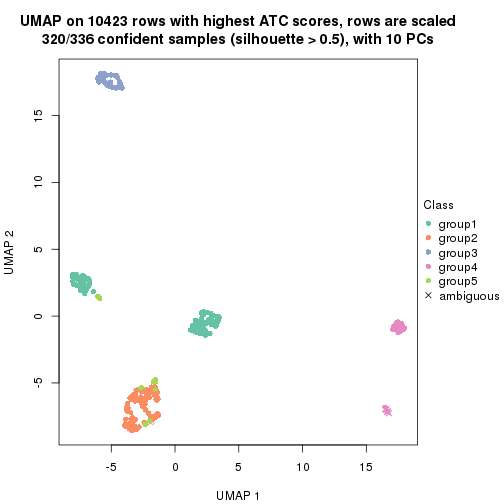 UMAP on 10423 rows with highest ATC scores, rows are scaled
320/336 confident samples (silhouette > 0.5), with 10 PCs
15
10
5
0
-5
UMAP 2
-5
0
5
10
15
UMAP 1
Class
group1
group2
group3
group4
group5
ambiguous